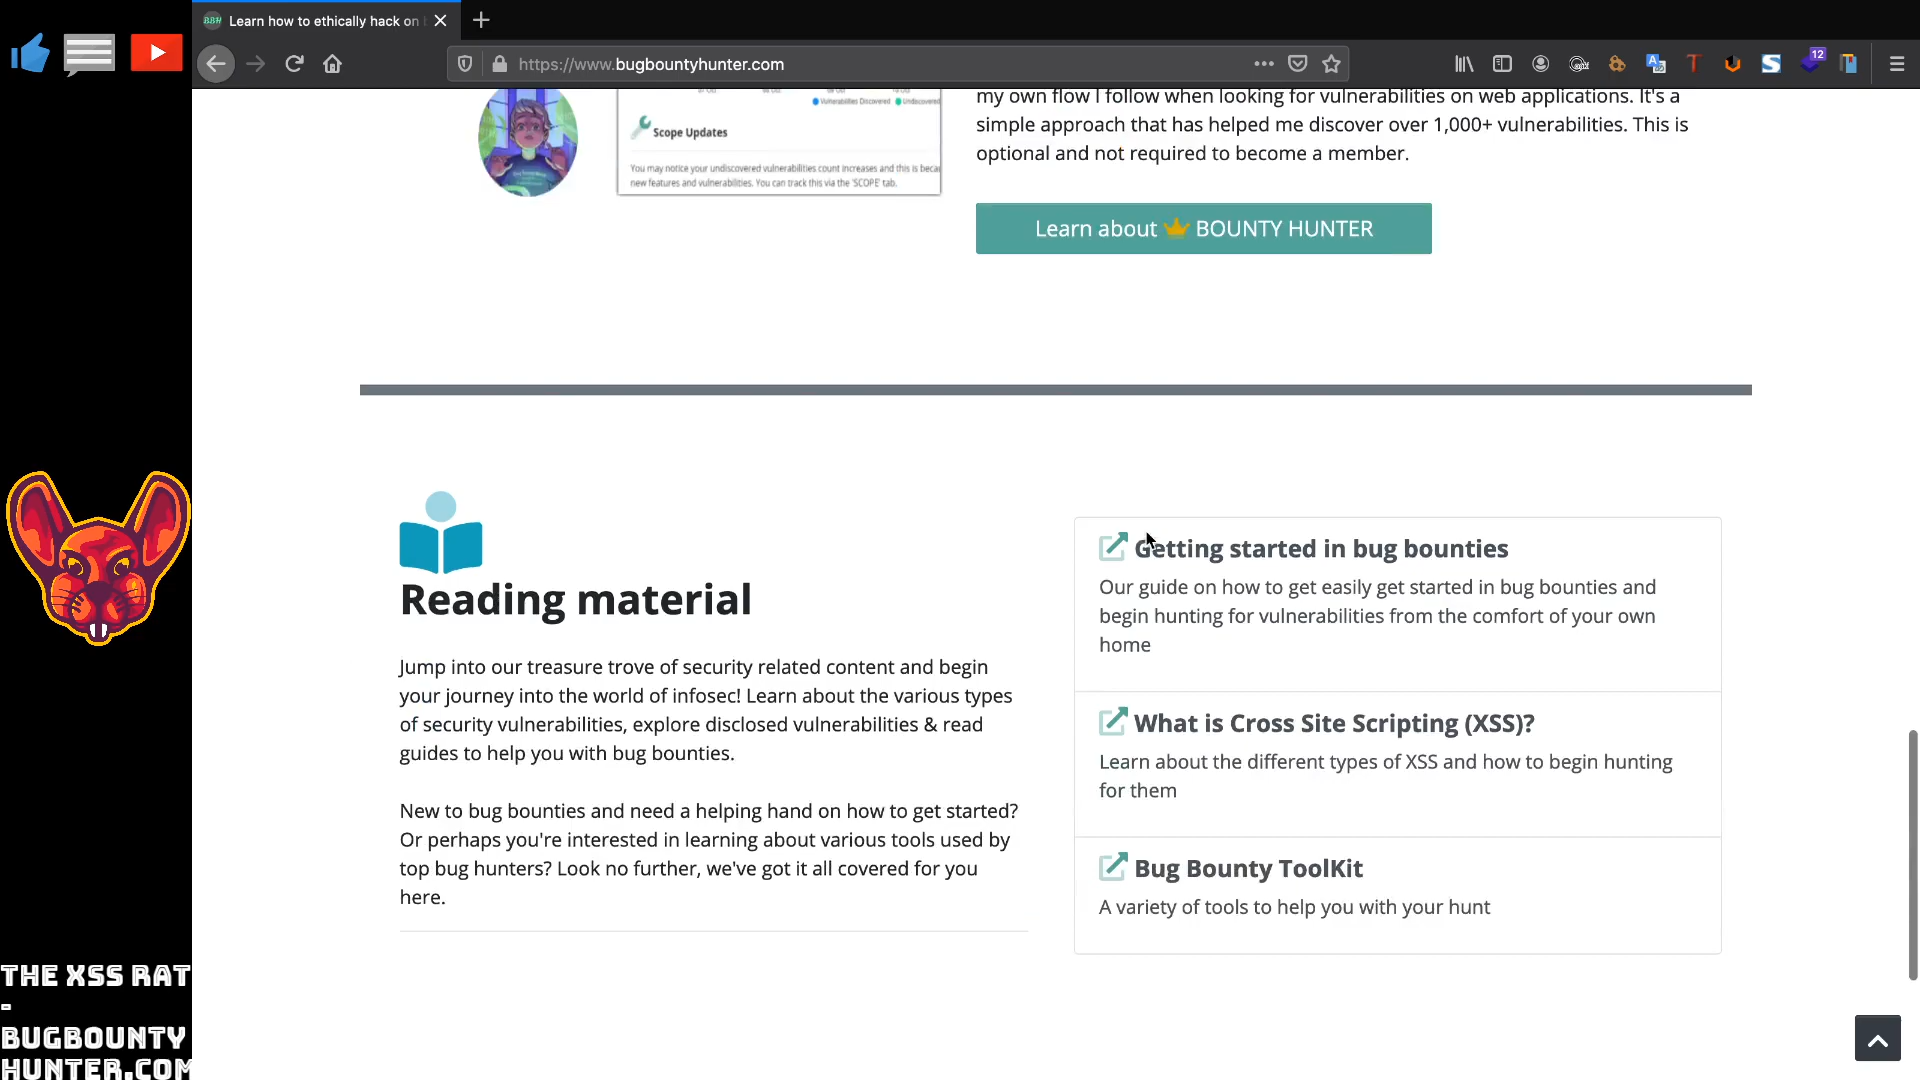 BBH Learn how to ethically hack on
https://www.bugbountyhunter.com
12
my own flow I follow when looking for vulnerabilities on web applications. It's a
simple approach that has helped me discover over 1,000+ vulnerabilities. This is
optional and not required to become a member.
Vulnerabilities Discovered Undiscovered
Scope Updates
You may notice your undiscovered vulnerabilities count increases and this is beca
new features and vulnerabilities. You can track this via the 'SCOPE' tab.
Learn about BOUNTY HUNTER
Reading material
Jump into our treasure trove of security related content and begin
your journey into the world of infosec! Learn about the various types
of security vulnerabilities, explore disclosed vulnerabilities & read
guides to help you with bug bounties.
New to bug bounties and need a helping hand on how to get started?
Or perhaps you're interested in learning about various tools used by
top bug hunters? Look no further, we've got it all covered for you
here.
Getting started in bug bounties
Our guide on how to get easily get started in bug bounties and
begin hunting for vulnerabilities from the comfort of your own
home
What is Cross Site Scripting (XSS)?
Learn about the different types of XSS and how to begin hunting
for them
Bug Bounty ToolKit
A variety of tools to help you with your hunt
THE XSS RAT
-
BUGBOUNTY
HUNTER.COM